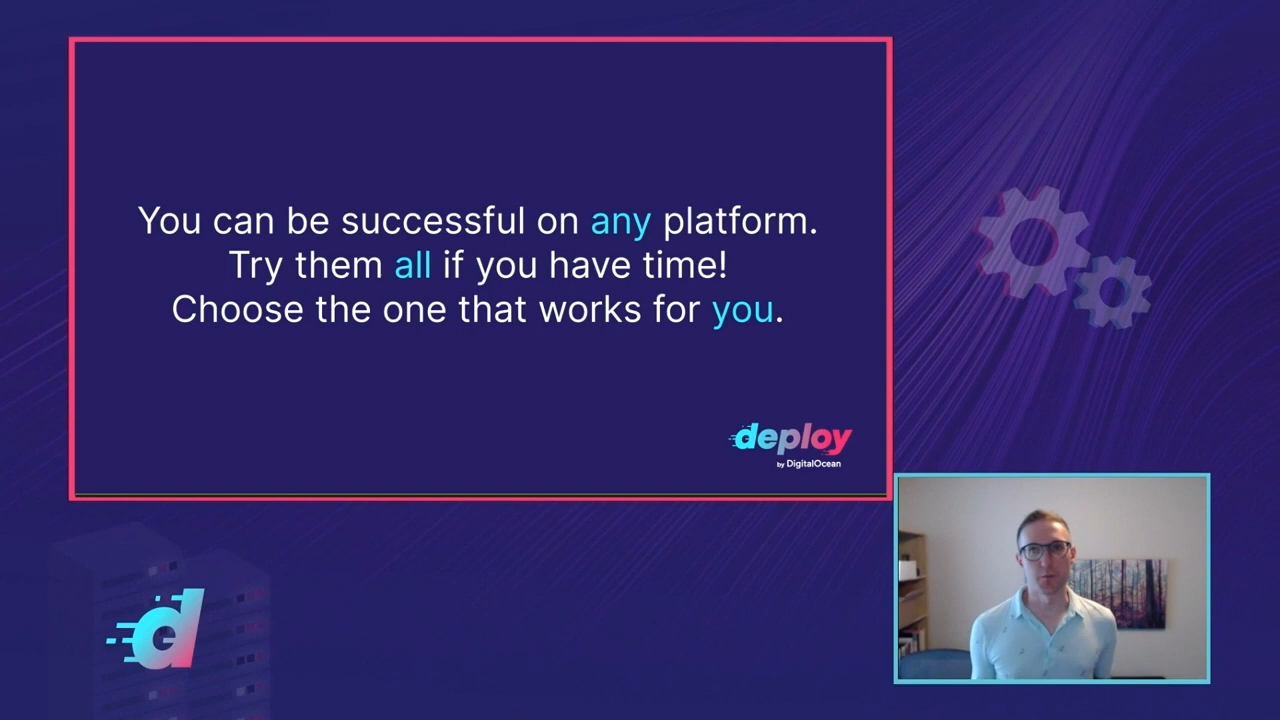 You can be successful on any platform.
Try them all if you have time!
Choose the one that works for you.
deploy
by DigitalOcean
d